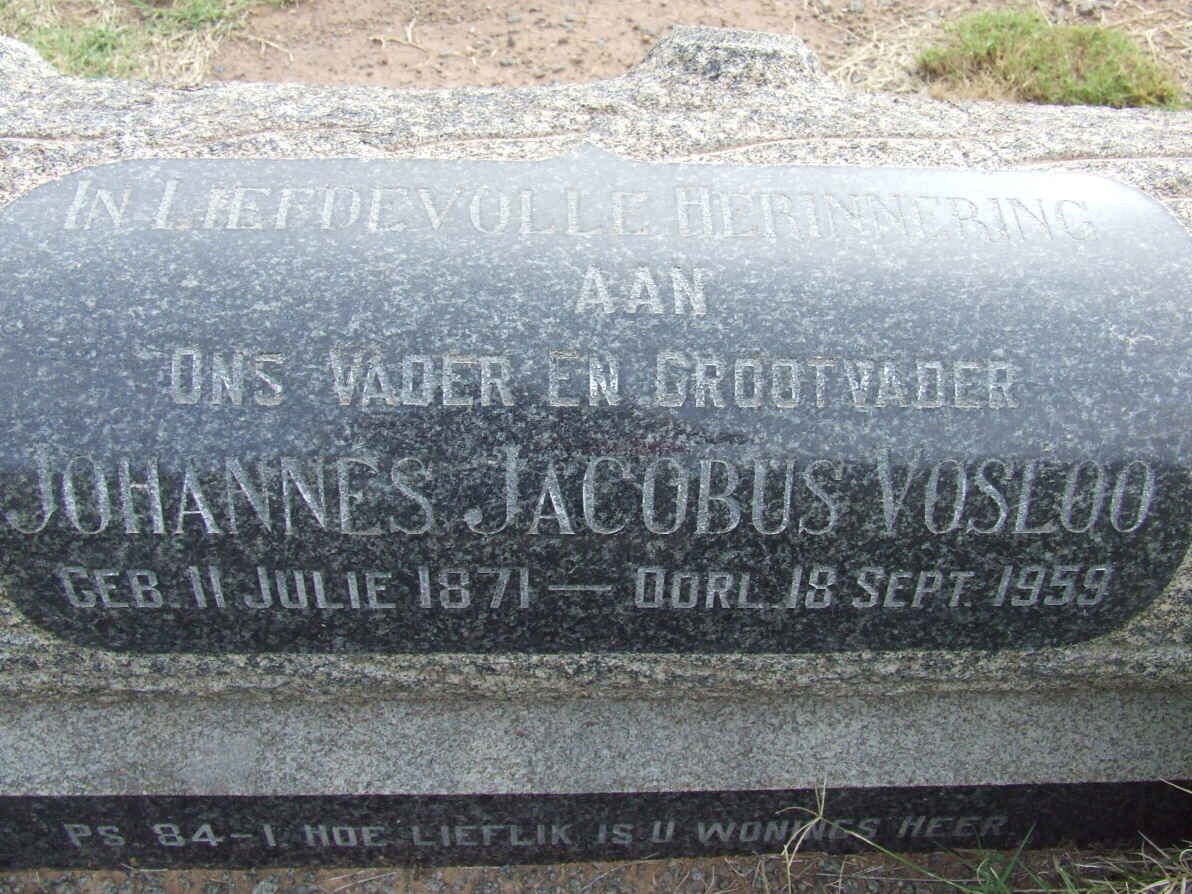 In Liefdevolle Herinnering
aan
Ons Vader en Grootvader
Johannes Jacobus Vosloo
Geb. 11 Julie 1871 — Oorl. 18 Sept. 1959
Ps. 84-1. Hoe lieflik is U wonings Heer.